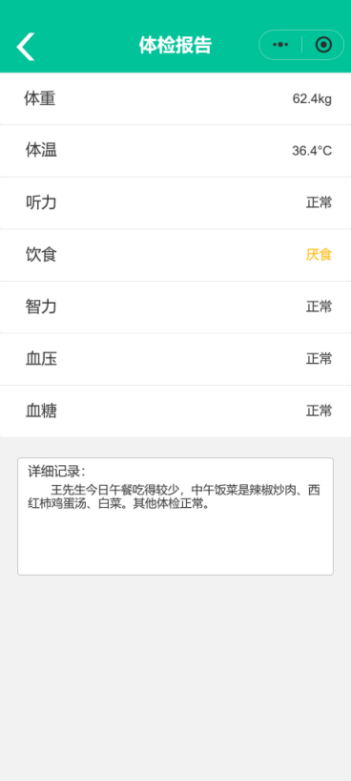 体检报告
体重 62.4kg
体温 36.4°C
听力 正常
饮食 厌食
智力 正常
血压 正常
血糖 正常
详细记录：
王先生今日午餐吃得较少，中午饭菜是辣椒炒肉、西
红柿鸡蛋汤、白菜。其他体检正常。